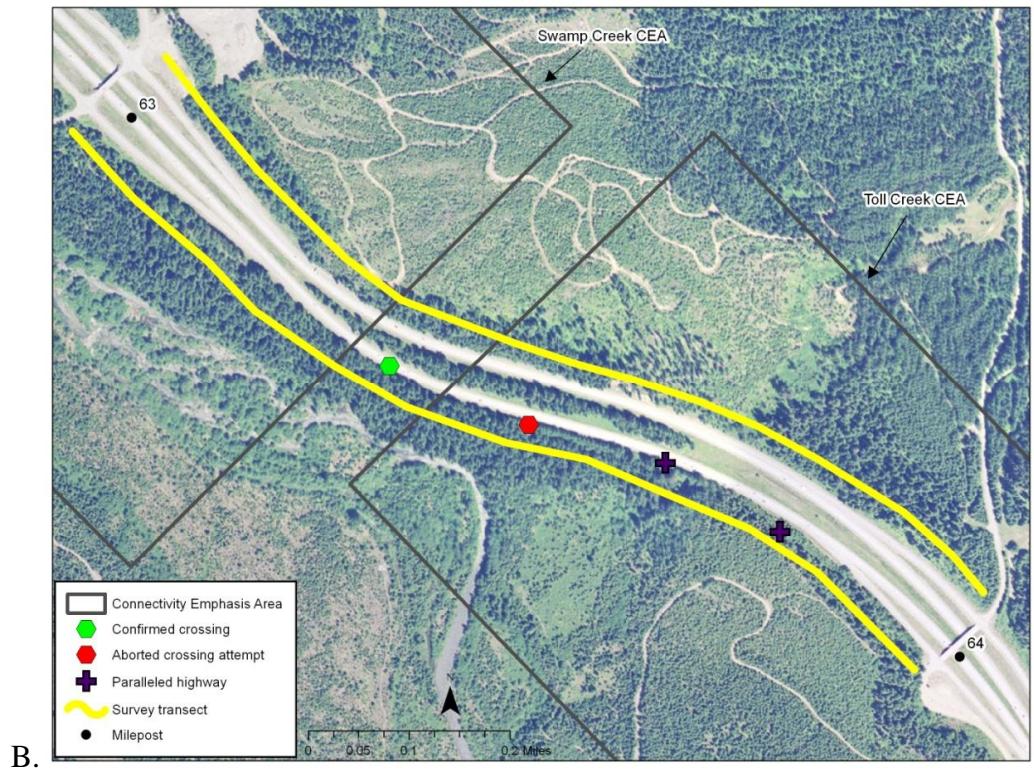 Swamp Creek CEA
63
Toll Creek CEA
64
Connectivity Emphasis Area
Confirmed crossing
Aborted crossing attempt
Paralleled highway
Survey transect
Milepost
N
0 0.05 0.1 0.2 Miles
B.